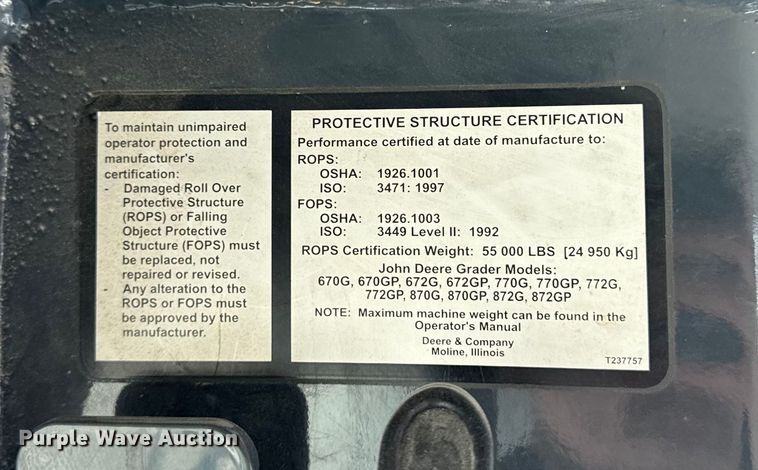 To maintain unimpaired
operator protection and
manufacturer's
certification:
- Damaged Roll Over
Protective Structure
(ROPS) or Falling
Object Protective
Structure (FOPS) must
be replaced, not
repaired or revised.
- Any alteration to the
ROPS or FOPS must
be approved by the
manufacturer.
PROTECTIVE STRUCTURE CERTIFICATION
Performance certified at date of manufacture to:
ROPS:
OSHA: 1926.1001
ISO: 3471: 1997
FOPS:
OSHA: 1926.1003
ISO: 3449 Level II: 1992
ROPS Certification Weight: 55 000 LBS [24 950 Kg]
John Deere Grader Models:
670G, 670GP, 672G, 672GP, 770G, 770GP, 772G,
772GP, 870G, 870GP, 872G, 872GP
NOTE: Maximum machine weight can be found in the
Operator's Manual
Deere & Company
Moline, Illinois
T237757
Purple Wave Auction